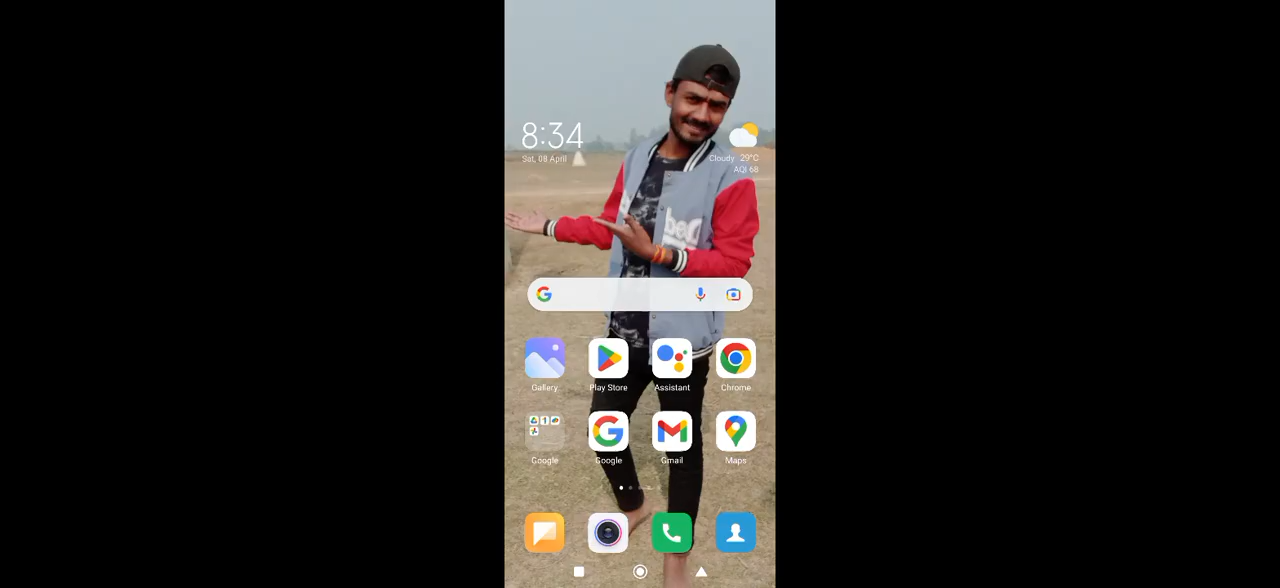 8:34
Sat, 08 April
Cloudy 29°C
AQI 68
Gallery
Play Store
Assistant
Chrome
Google
Google
Gmail
Maps